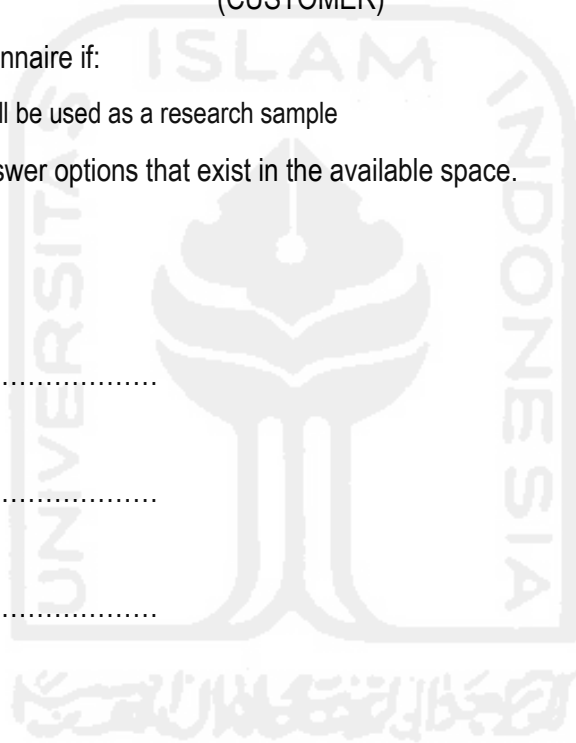 (CUSTOMER)
nnaire if:
ll be used as a research sample
swer options that exist in the available space.
………………
………………
………………
UNIVERSITAS
ISLAM
INDONESIA